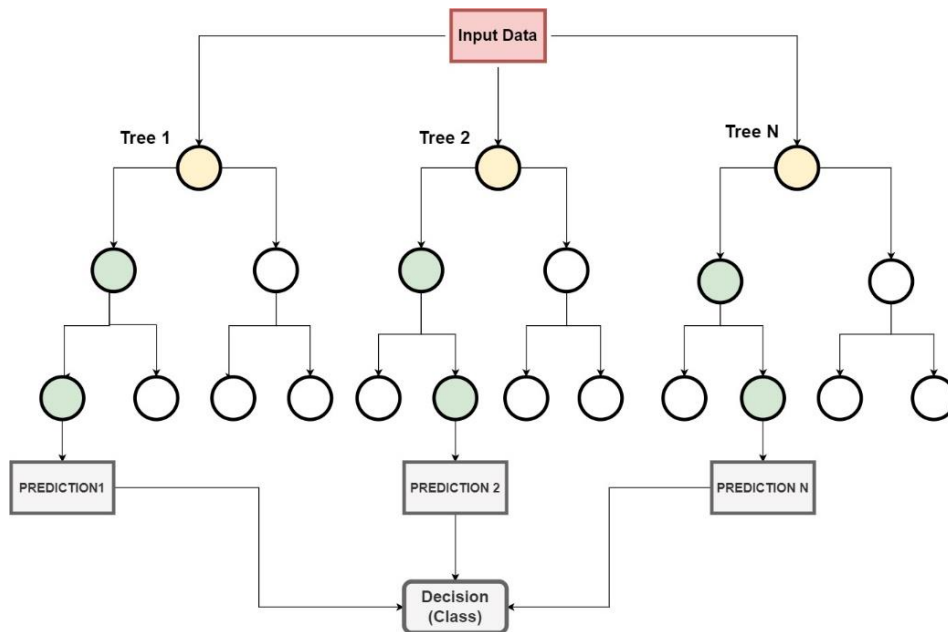 Input Data
Tree 1
Tree 2
Tree N
PREDICTION1
PREDICTION 2
PREDICTION N
Decision
(Class)